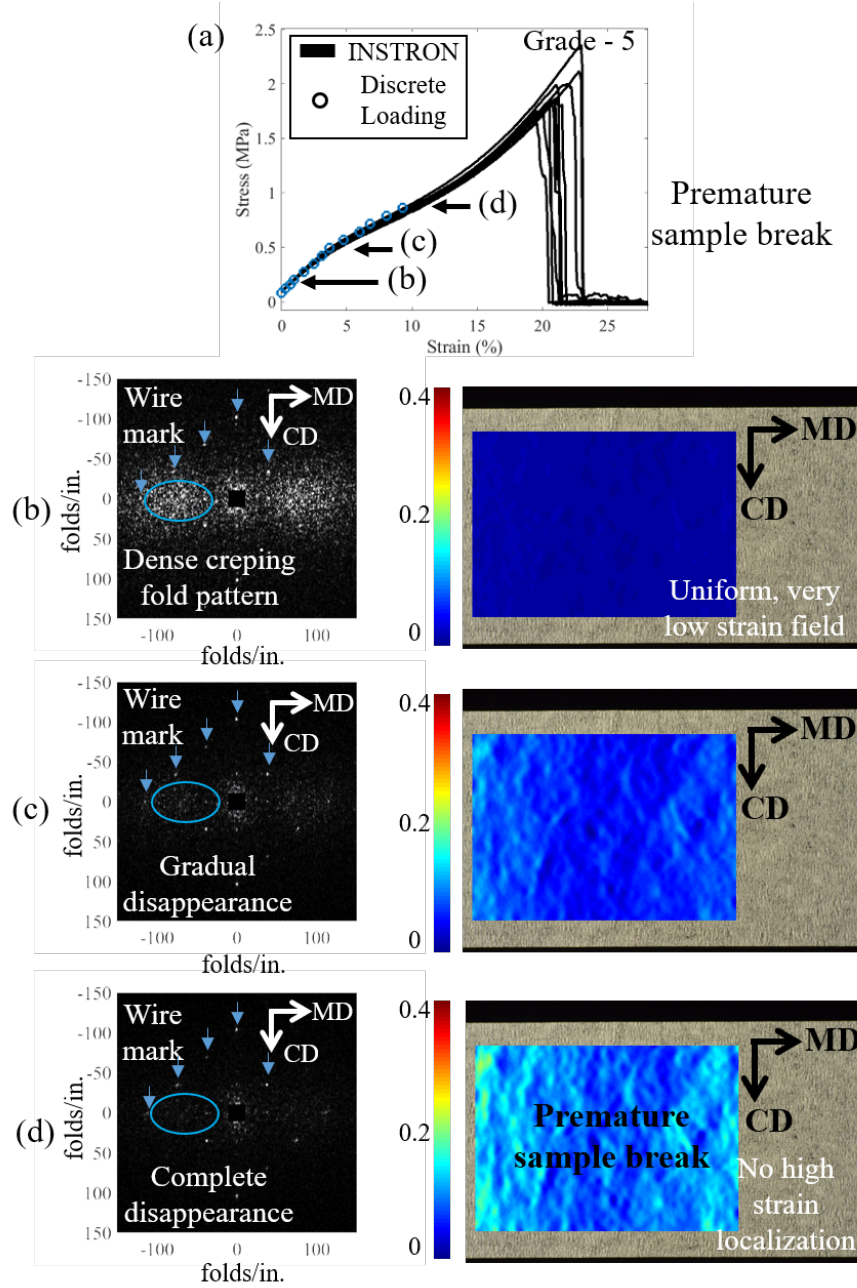 (a)
Grade - 5
INSTRON
Discrete
Loading
Stress (MPa)
2.5
2
1.5
1
0.5
0
0
5
10
15
20
25
Strain (%)
(b)
(c)
(d)
Premature
sample break
(b)
folds/in.
-150
-100
-50
0
50
100
150
-100
0
100
folds/in.
Wire
mark
MD
CD
Dense creping
fold pattern
0.4
0.2
0
MD
CD
Uniform, very
low strain field
(c)
folds/in.
-150
-100
-50
0
50
100
150
-100
0
100
folds/in.
Wire
mark
MD
CD
Gradual
disappearance
0.4
0.2
0
MD
CD
(d)
folds/in.
-150
-100
-50
0
50
100
150
-100
0
100
folds/in.
Wire
mark
MD
CD
Complete
disappearance
0.4
0.2
0
MD
CD
Premature
sample break
No high
strain
localization